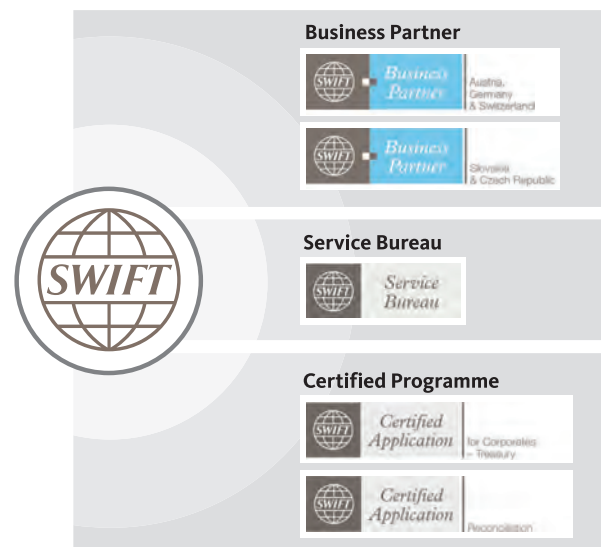 Business Partner
SWIFT
Business
Partner
Austria,
Germany
& Switzerland
SWIFT
Business
Partner
Slovakia
& Czech Republic
SWIFT
Service Bureau
SWIFT
Service
Bureau
Certified Programme
SWIFT
Certified
Application
for Corporates
– Treasury
SWIFT
Certified
Application
Reconciliation